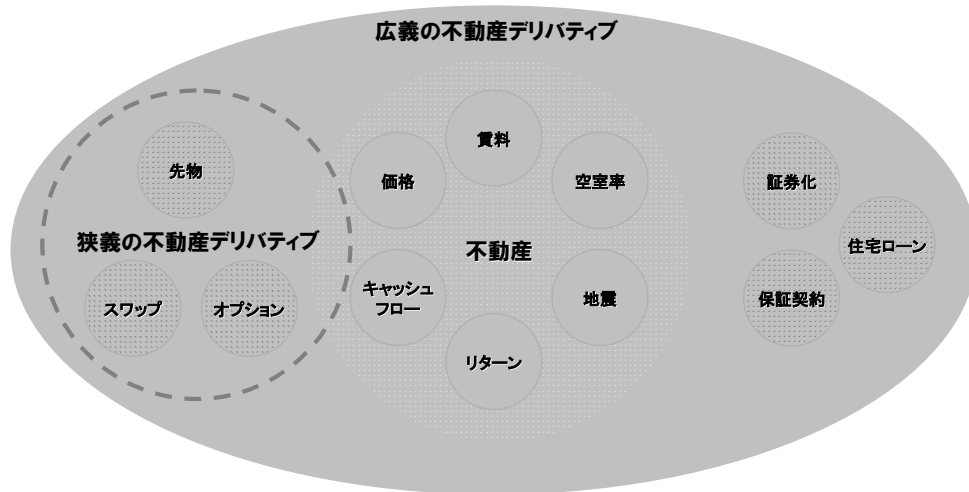 広義の不動産デリバティブ
先物
狭義の不動産デリバティブ
スワップ
オプション
賃料
価格
空室率
不動産
キャッシュ
フロー
地震
リターン
証券化
住宅ローン
保証契約